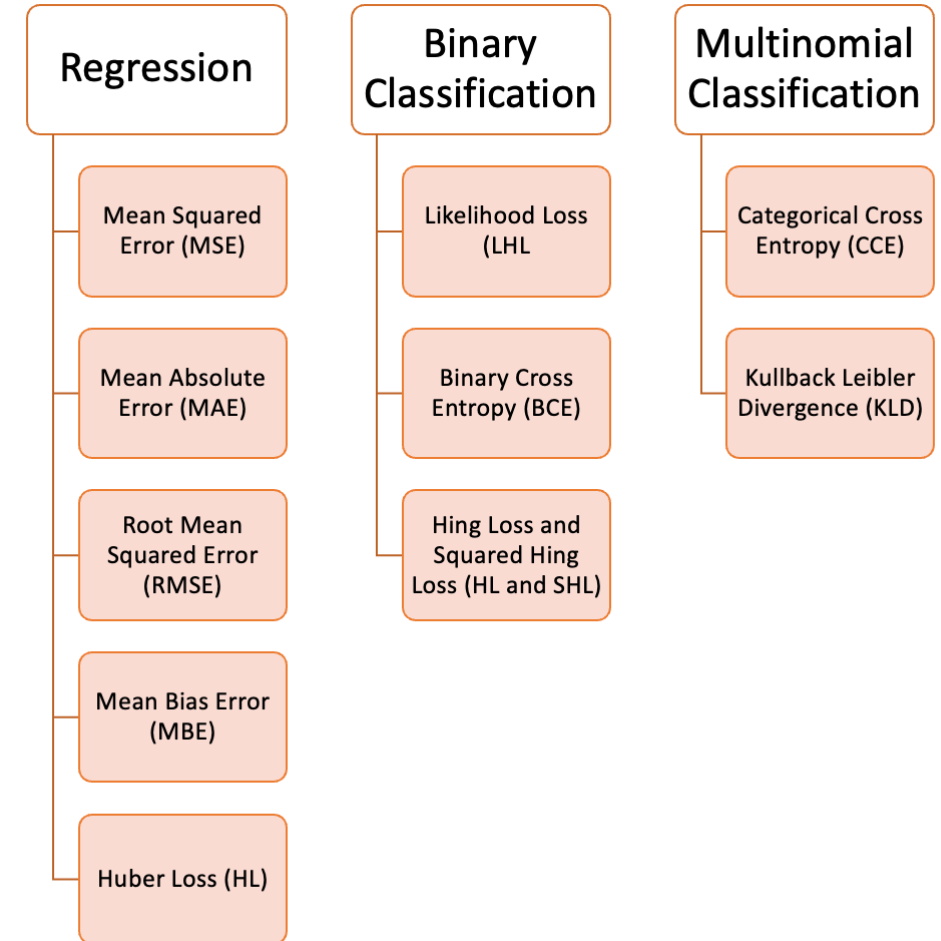 Regression
Mean Squared
Error (MSE)
Mean Absolute
Error (MAE)
Root Mean
Squared Error
(RMSE)
Mean Bias Error
(MBE)
Huber Loss (HL)
Binary
Classification
Likelihood Loss
(LHL
Binary Cross
Entropy (BCE)
Hing Loss and
Squared Hing
Loss (HL and SHL)
Multinomial
Classification
Categorical Cross
Entropy (CCE)
Kullback Leibler
Divergence (KLD)